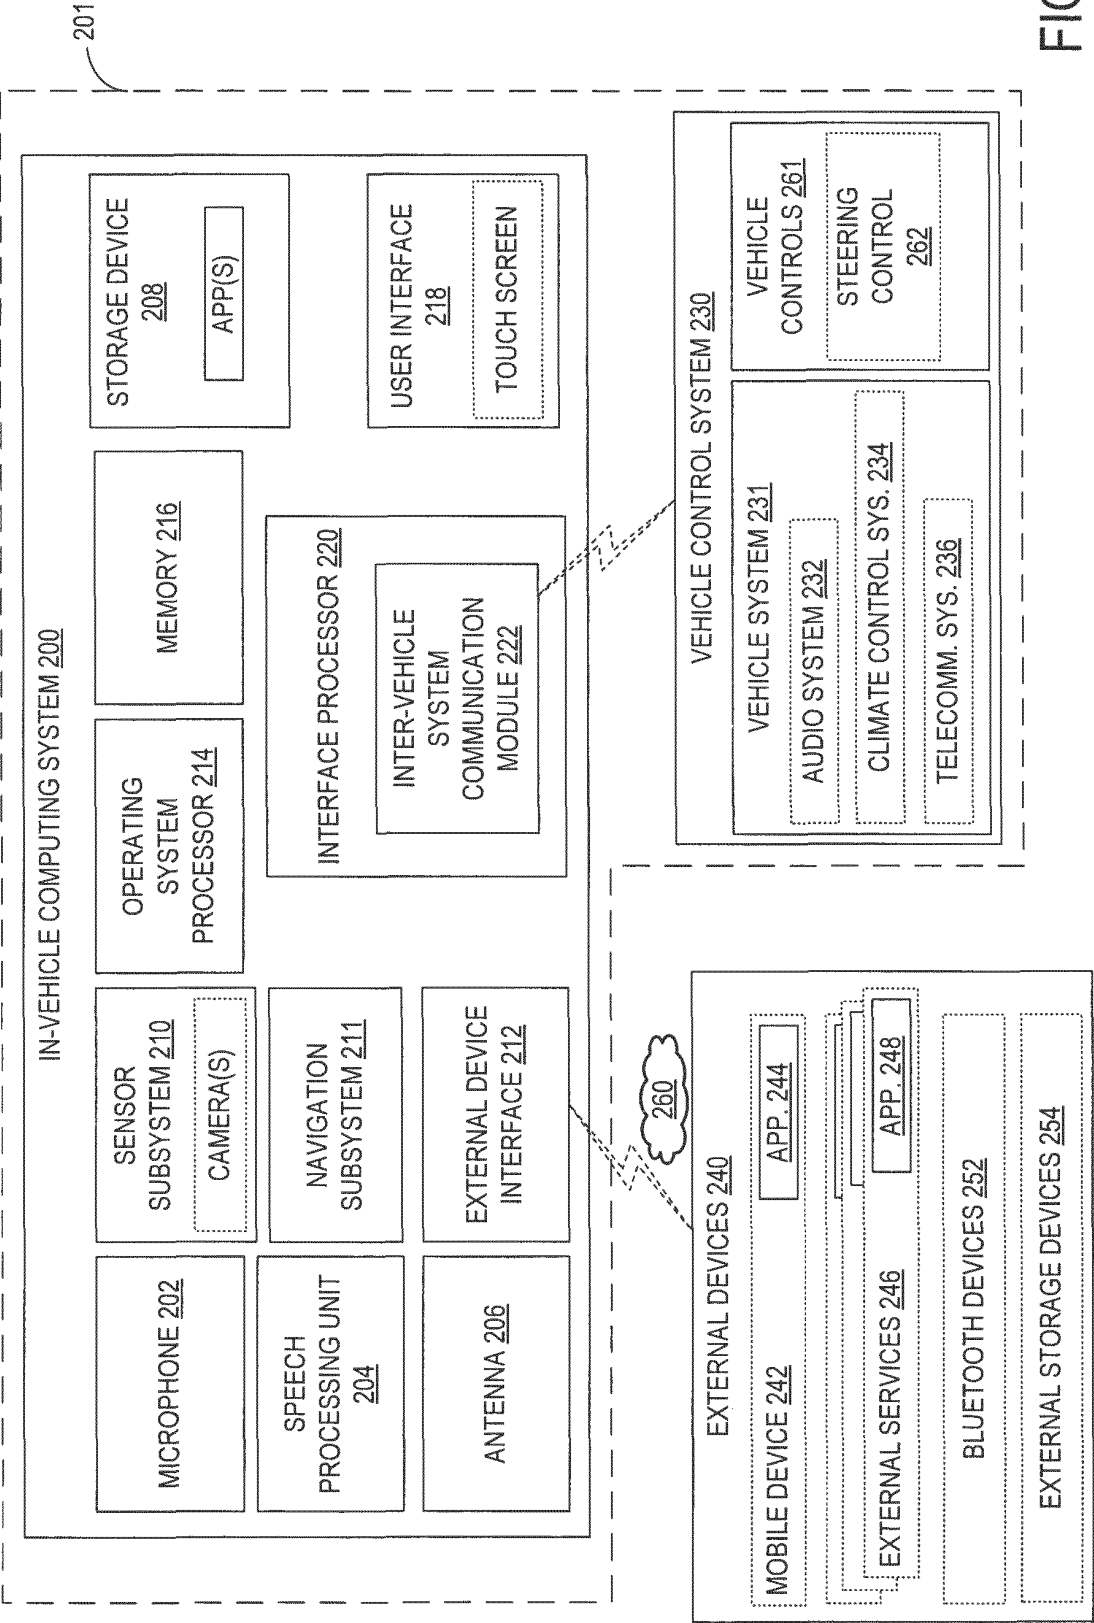 201
IN-VEHICLE COMPUTING SYSTEM 200
MICROPHONE 202
SENSOR
SUBSYSTEM 210
CAMERA(S)
OPERATING
SYSTEM
PROCESSOR 214
MEMORY 216
STORAGE DEVICE
208
APP(S)
SPEECH
PROCESSING UNIT
204
NAVIGATION
SUBSYSTEM 211
INTERFACE PROCESSOR 220
INTER-VEHICLE
SYSTEM
COMMUNICATION
MODULE 222
USER INTERFACE
218
TOUCH SCREEN
ANTENNA 206
EXTERNAL DEVICE
INTERFACE 212
260
EXTERNAL DEVICES 240
MOBILE DEVICE 242
APP. 244
EXTERNAL SERVICES 246
APP. 248
BLUETOOTH DEVICES 252
EXTERNAL STORAGE DEVICES 254
VEHICLE CONTROL SYSTEM 230
VEHICLE SYSTEM 231
AUDIO SYSTEM 232
CLIMATE CONTROL SYS. 234
TELECOMM. SYS. 236
VEHICLE
CONTROLS 261
STEERING
CONTROL
262